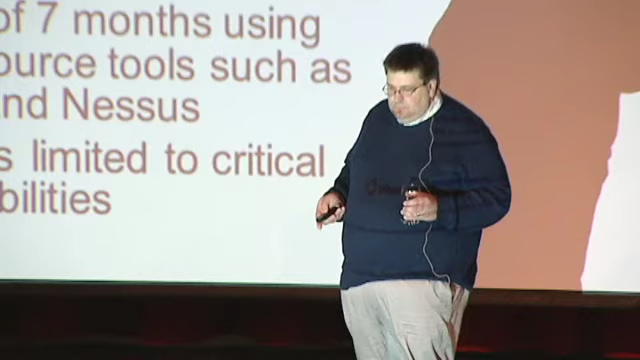 of 7 months using
ource tools such as
nd Nessus
s limited to critical
bilities